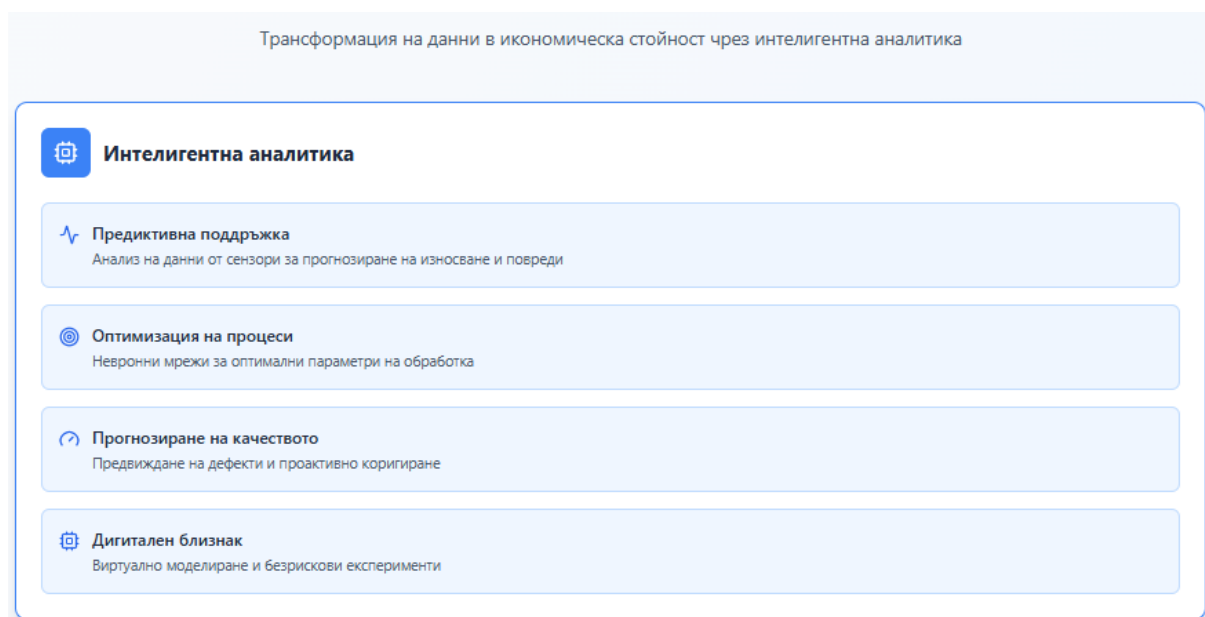 Трансформация на данни в икономическа стойност чрез интелигентна аналитика
Интелигентна аналитика
Предиктивна поддръжка
Анализ на данни от сензори за прогнозиране на износване и повреди
Оптимизация на процеси
Невронни мрежи за оптимални параметри на обработка
Прогнозиране на качеството
Предвиждане на дефекти и проактивно коригиране
Дигитален близнак
Виртуално моделиране и безрискови експерименти